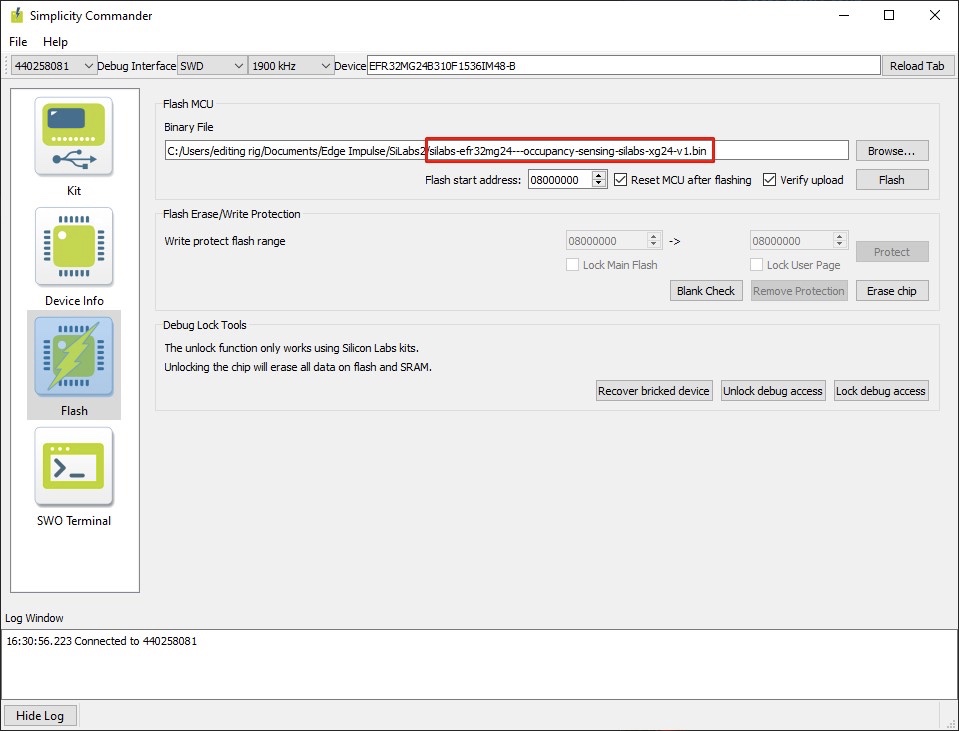 Simplicity Commander
File Help
440258081 Debug Interface SWD 1900 kHz Device EFR32MG24B310F1536IM48-B Reload Tab
Kit
Device Info
Flash
SWO Terminal
Flash MCU
Binary File
C:/Users/editing rig/Documents/Edge Impulse/SiLabs2/silabs-efr32mg24---occupancy-sensing-silabs-xg24-v1.bin Browse...
Flash start address: 08000000 Reset MCU after flashing Verify upload Flash
Flash Erase/Write Protection
Write protect flash range 08000000 -> 08000000 Protect
Lock Main Flash Lock User Page
Blank Check Remove Protection Erase chip
Debug Lock Tools
The unlock function only works using Silicon Labs kits.
Unlocking the chip will erase all data on flash and SRAM.
Recover bricked device Unlock debug access Lock debug access
Log Window
16:30:56.223 Connected to 440258081
Hide Log